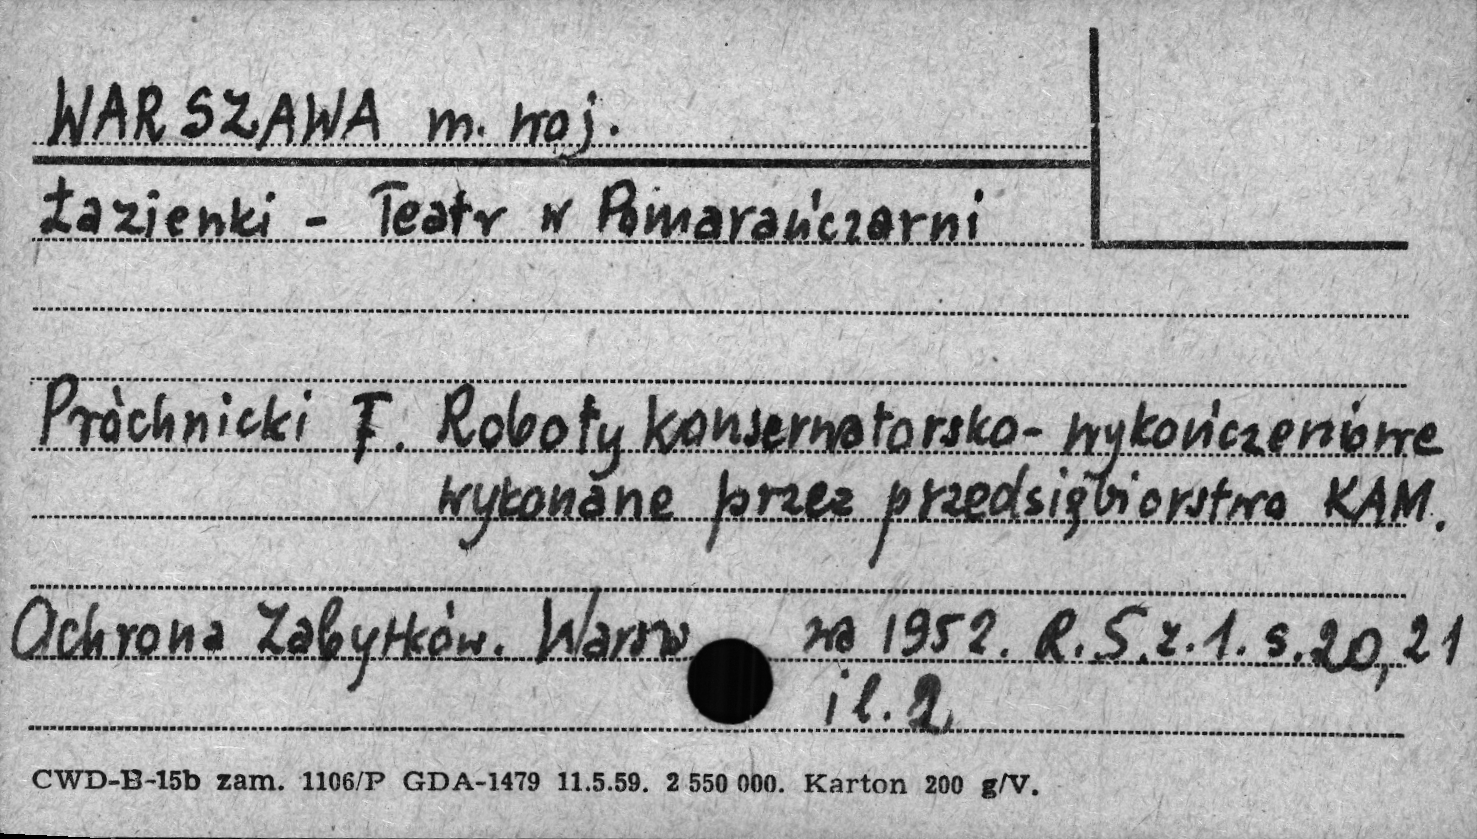 WARSZAWA m. woj.
Łazienki - Teatr w Pomarańczarni
Próchnicki F. Roboty konserwatorsko-wykończeniowe
wykonane przez przedsiębiorstwo KAM.
Ochrona Zabytków. Warsz za 1952. R.5.z.1.s.20,21
il.2
CWD-B-15b zam. 1106/P GDA-1479 11.5.59. 2 550 000. Karton 200 g/V.